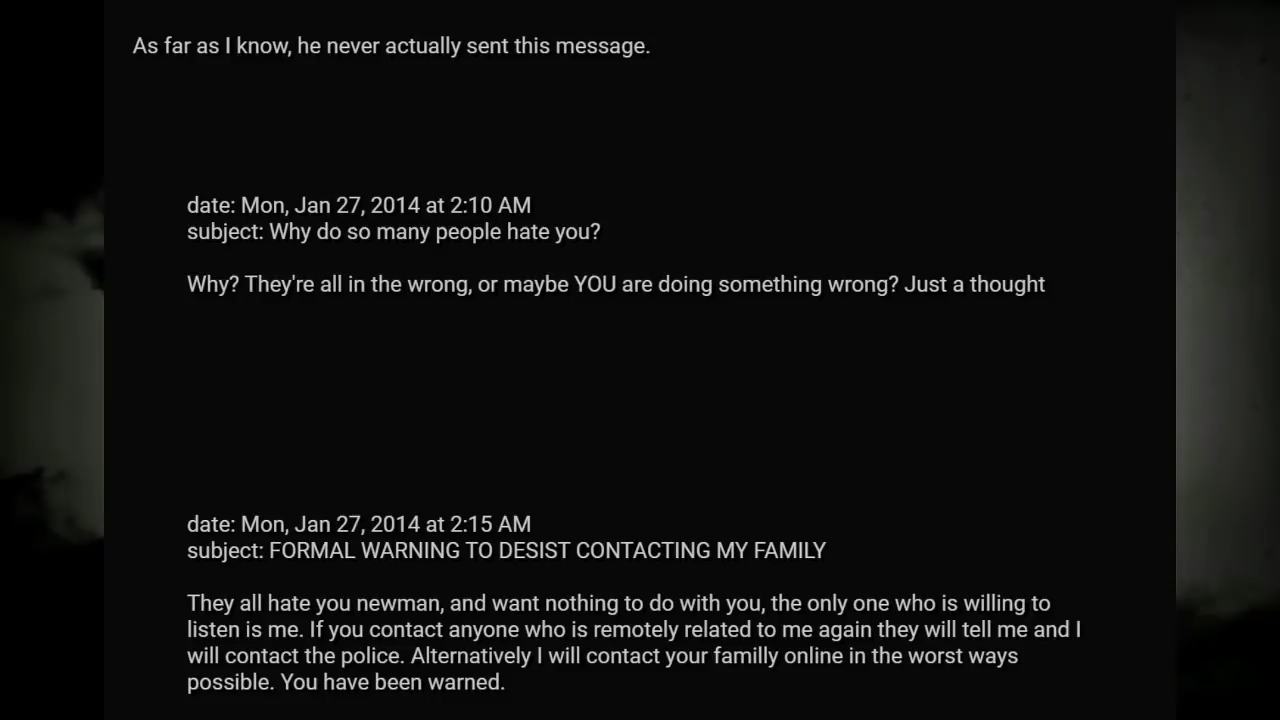 As far as I know, he never actually sent this message.
date: Mon, Jan 27, 2014 at 2:10 AM
subject: Why do so many people hate you?
Why? They're all in the wrong, or maybe YOU are doing something wrong? Just a thought
date: Mon, Jan 27, 2014 at 2:15 AM
subject: FORMAL WARNING TO DESIST CONTACTING MY FAMILY
They all hate you newman, and want nothing to do with you, the only one who is willing to
listen is me. If you contact anyone who is remotely related to me again they will tell me and I
will contact the police. Alternatively I will contact your familly online in the worst ways
possible. You have been warned.